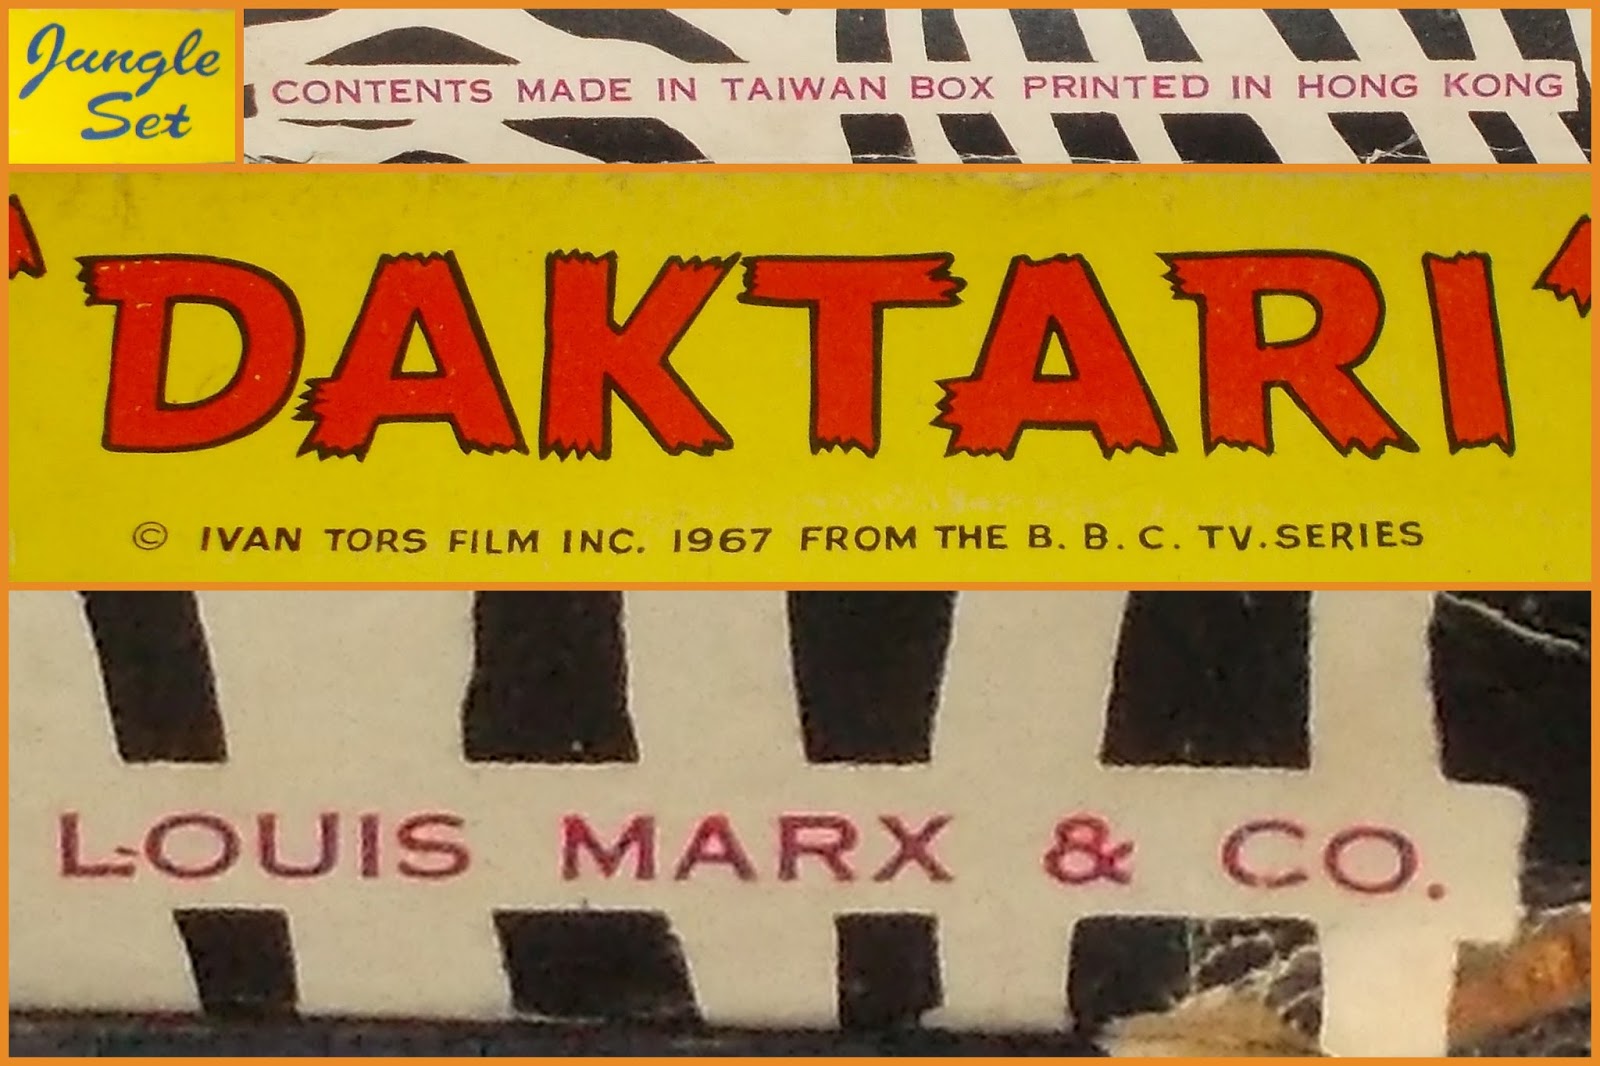 Jungle
Set
CONTENTS MADE IN TAIWAN BOX PRINTED IN HONG KONG
"DAKTARI"
© IVAN TORS FILM INC. 1967 FROM THE B. B. C. TV. SERIES
LOUIS MARX & CO.